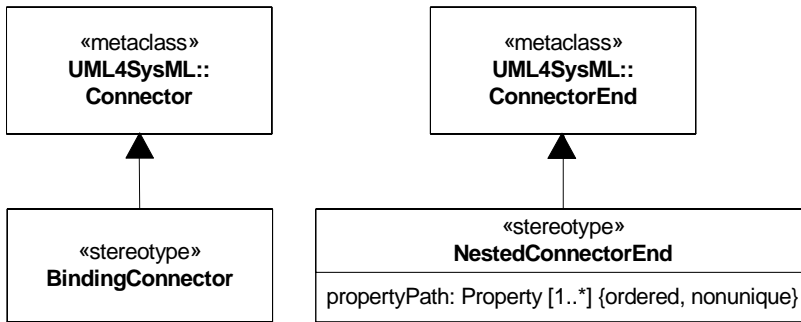 «metaclass»
UML4SysML::
Connector
«metaclass»
UML4SysML::
ConnectorEnd
«stereotype»
BindingConnector
«stereotype»
NestedConnectorEnd
propertyPath: Property [1..*] {ordered, nonunique}